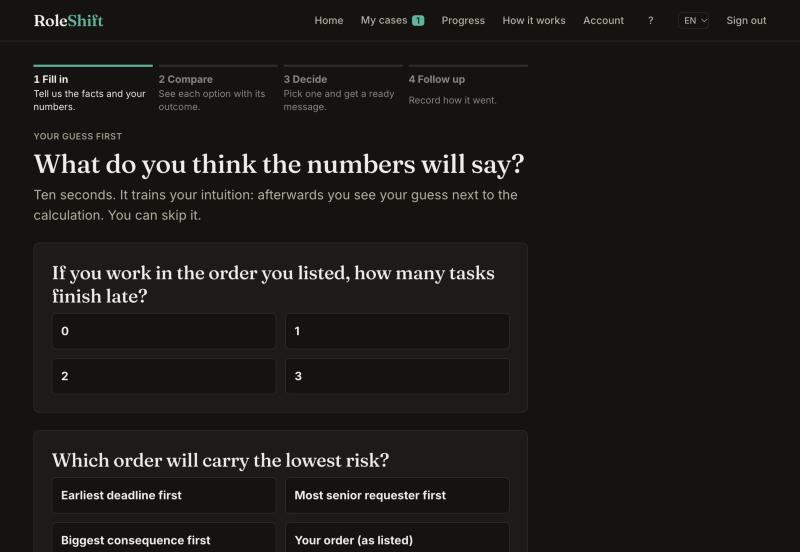 RoleShift
Home My cases 1 Progress How it works Account ? EN Sign out
1 Fill in
Tell us the facts and your
numbers.
2 Compare
See each option with its
outcome.
3 Decide
Pick one and get a ready
message.
4 Follow up
Record how it went.
YOUR GUESS FIRST
What do you think the numbers will say?
Ten seconds. It trains your intuition: afterwards you see your guess next to the
calculation. You can skip it.
If you work in the order you listed, how many tasks
finish late?
0
1
2
3
Which order will carry the lowest risk?
Earliest deadline first
Most senior requester first
Biggest consequence first
Your order (as listed)